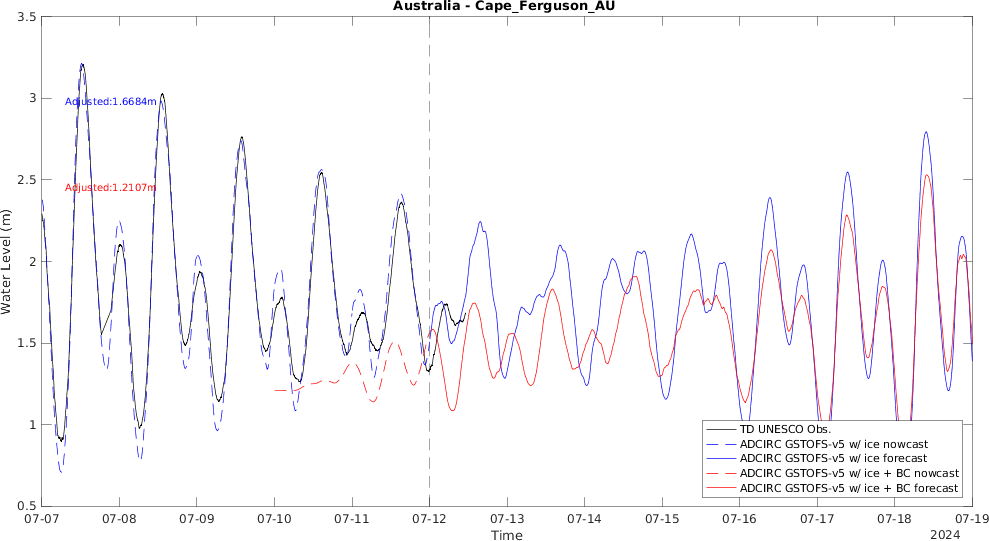 Australia - Cape_Ferguson_AU
3.5
3
2.5
2
1.5
1
0.5
Water Level (m)
Adjusted:1.6684m
Adjusted:1.2107m
TD UNESCO Obs.
ADCIRC GSTOFS-v5 w/ ice nowcast
ADCIRC GSTOFS-v5 w/ ice forecast
ADCIRC GSTOFS-v5 w/ ice + BC nowcast
ADCIRC GSTOFS-v5 w/ ice + BC forecast
07-07 07-08 07-09 07-10 07-11 07-12 07-13 07-14 07-15 07-16 07-17 07-18 07-19
Time
2024